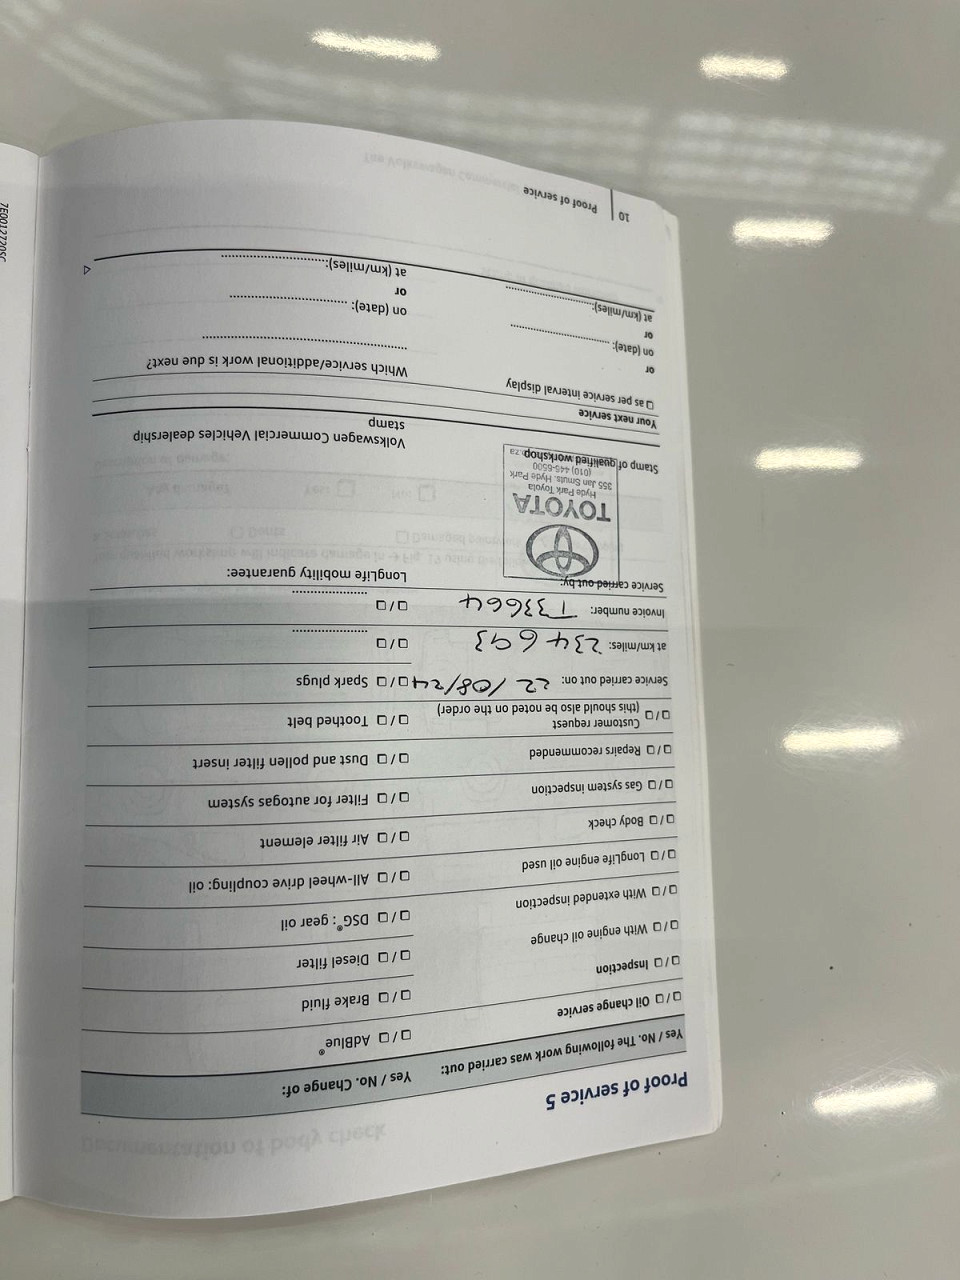 Proof of service 5
Yes / No. The following work was carried out:
❏/❏ Oil change service
❏/❏ Inspection
❏/❏ With engine oil change
❏/❏ With extended inspection
❏/❏ LongLife engine oil used
❏/❏ Body check
❏/❏ Gas system inspection
❏/❏ Repairs recommended
❏/❏ Customer request
(this should also be noted on the order)
Service carried out on: 22/08/24
at km/miles: 234693
Invoice number: T33664
Service carried out by:
TOYOTA
Hyde Park Toyota
355 Jan Smuts. Hyde Park
(010) 446-6500
Stamp of qualified workshop
Yes / No. Change of:
❏/❏ AdBlue®
❏/❏ Brake fluid
❏/❏ Diesel filter
❏/❏ DSG®: gear oil
❏/❏ All-wheel drive coupling: oil
❏/❏ Air filter element
❏/❏ Filter for autogas system
❏/❏ Dust and pollen filter insert
❏/❏ Toothed belt
❏/❏ Spark plugs
❏/❏ ....................
❏/❏ ....................
LongLife mobility guarantee:
Volkswagen Commercial Vehicles dealership
stamp
Your next service
❏ as per service interval display
or
on (date): ....................
or
at (km/miles): ....................
Which service/additional work is due next?
....................
on (date): ....................
or
at (km/miles): ....................
10 Proof of service
7E0012720SC
Documentation of body check